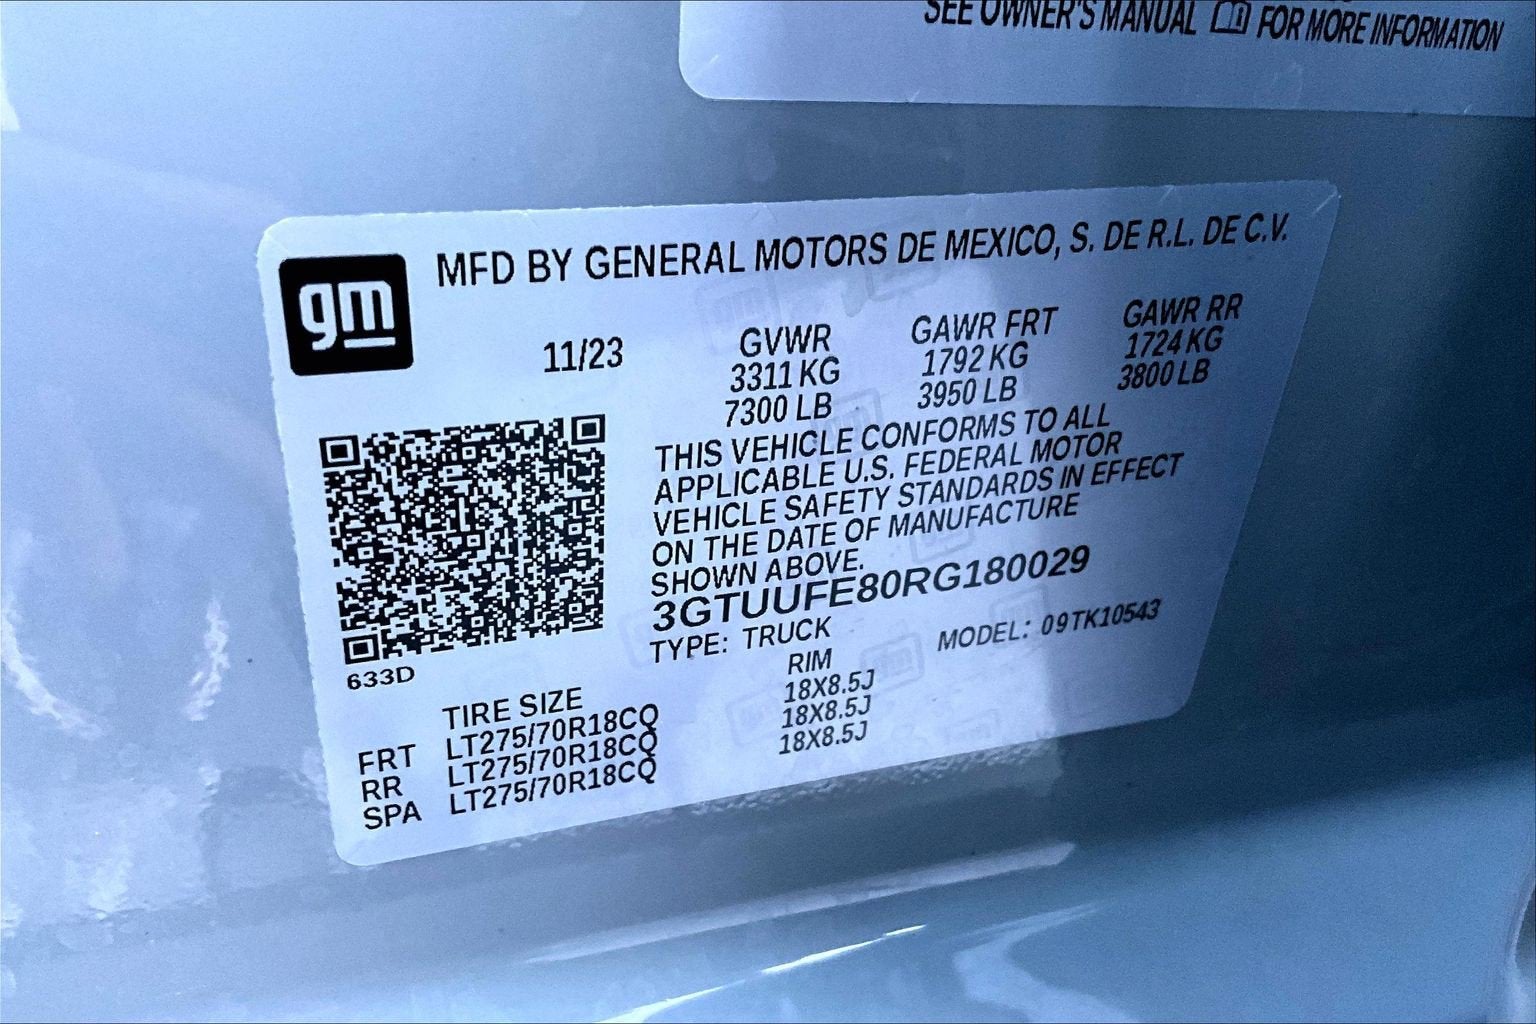 SEE OWNER'S MANUAL FOR MORE INFORMATION
gm
MFD BY GENERAL MOTORS DE MEXICO, S. DE R.L. DE C.V.
11/23 GVWR GAWR FRT GAWR RR
3311 KG 1792 KG 1724 KG
7300 LB 3950 LB 3800 LB
THIS VEHICLE CONFORMS TO ALL
APPLICABLE U.S. FEDERAL MOTOR
VEHICLE SAFETY STANDARDS IN EFFECT
ON THE DATE OF MANUFACTURE
SHOWN ABOVE.
3GTUUFE80RG180029
TYPE: TRUCK MODEL: 09TK10543
633D
TIRE SIZE RIM
FRT LT275/70R18CQ 18X8.5J
RR LT275/70R18CQ 18X8.5J
SPA LT275/70R18CQ 18X8.5J